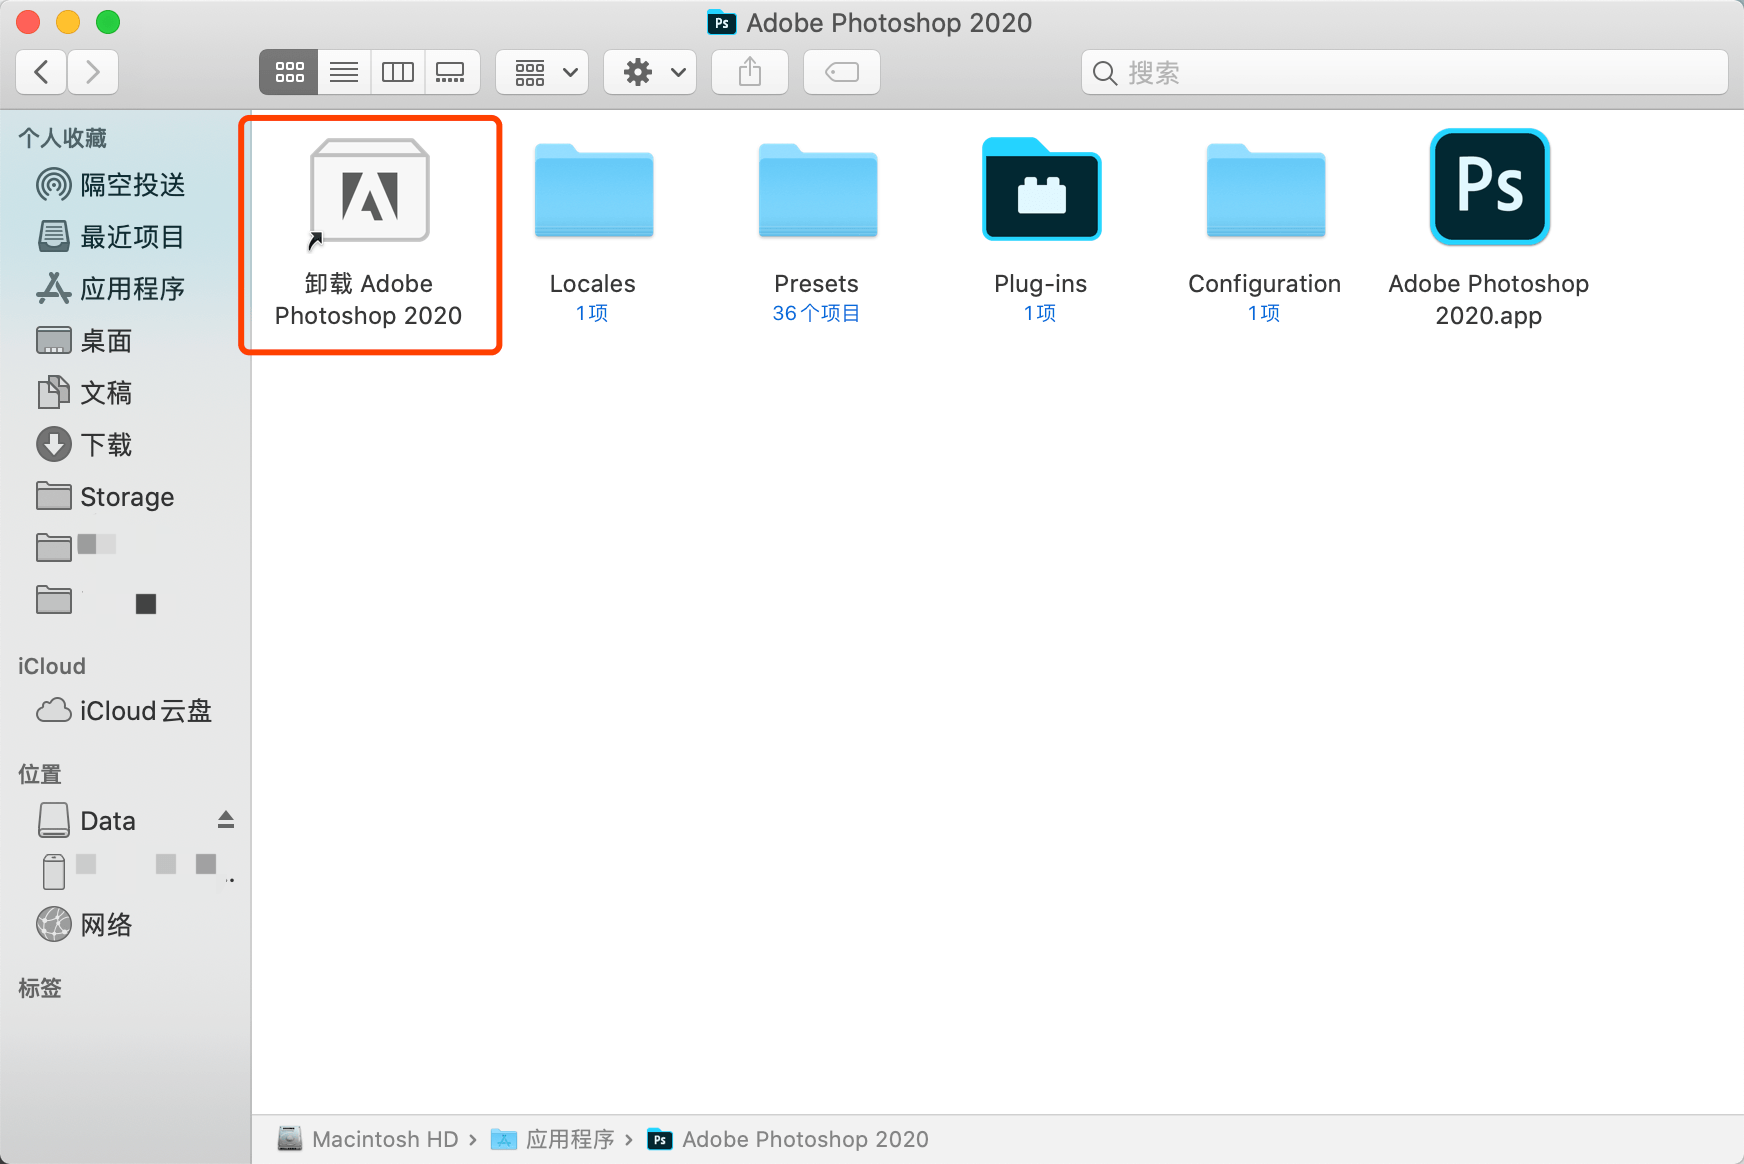 Ps Adobe Photoshop 2020
搜索
个人收藏
隔空投送
最近项目
应用程序
桌面
文稿
下载
Storage
iCloud
iCloud云盘
位置
Data
网络
标签
卸载 Adobe
Photoshop 2020
Locales
1项
Presets
36个项目
Plug-ins
1项
Configuration
1项
Ps
Adobe Photoshop
2020.app
Macintosh HD › 应用程序 › Ps Adobe Photoshop 2020